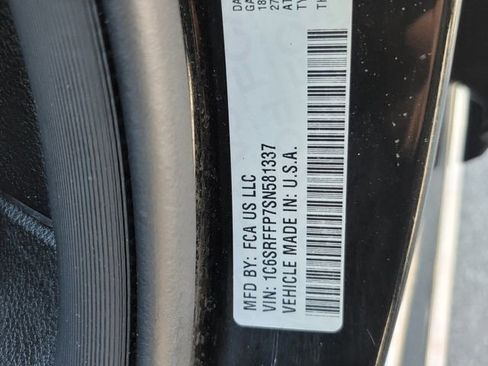 MFD BY: FCA US LLC
VIN: 1C6SRFFP7SN581337
VEHICLE MADE IN: U.S.A.